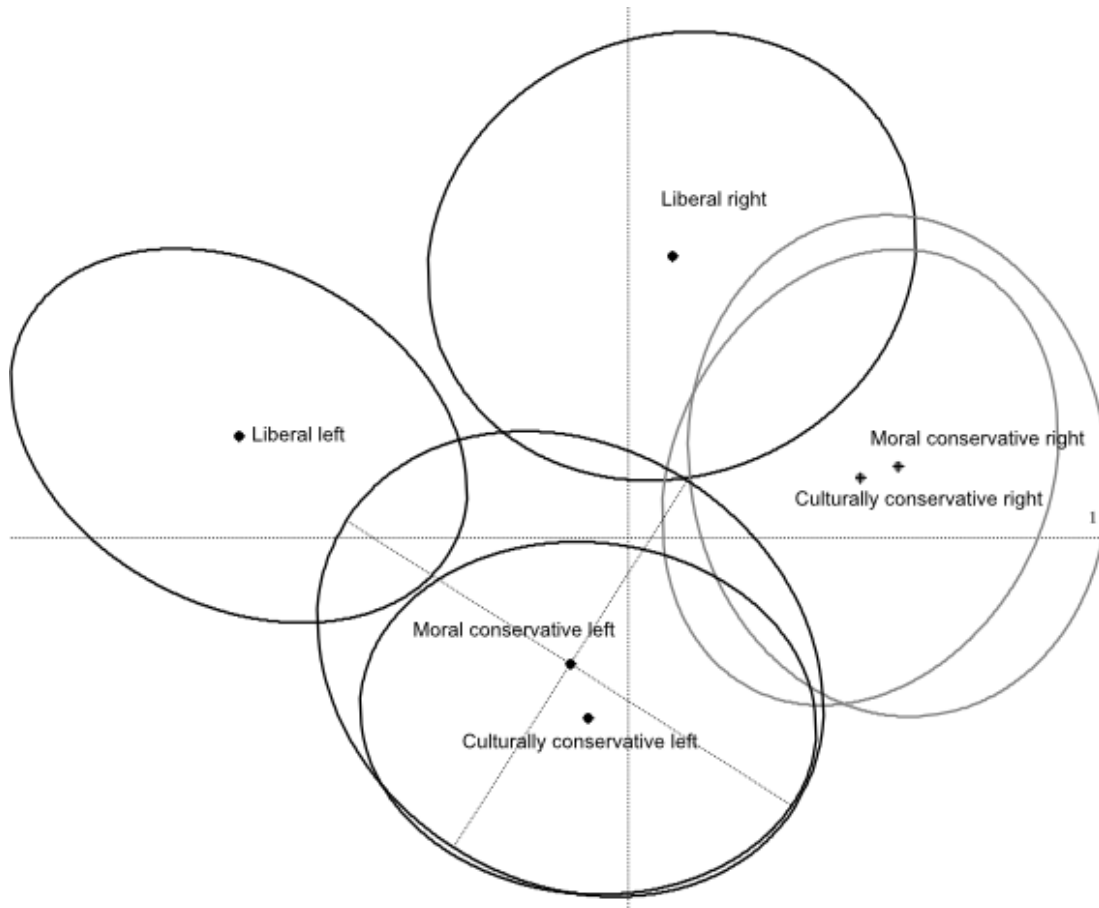 Liberal right
Liberal left
Moral conservative right
Culturally conservative right
1
Moral conservative left
Culturally conservative left